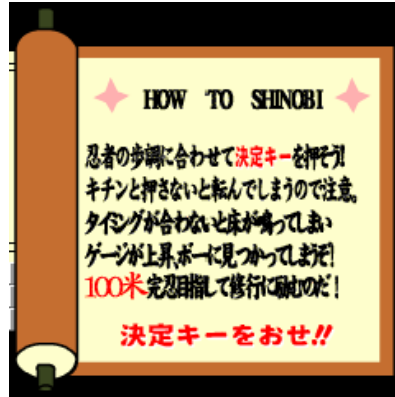 HOW TO SHINOBI
忍者の歩調に合わせて決定キーを押そう!
キチンと押さないと転んでしまうので注意。
タイミングが合わないと床が鳴ってしまい
ゲージが上昇、ボーに見つかってしまうぞ!
100米完忍目指して修行に励むのだ!
決定キーをおせ!!